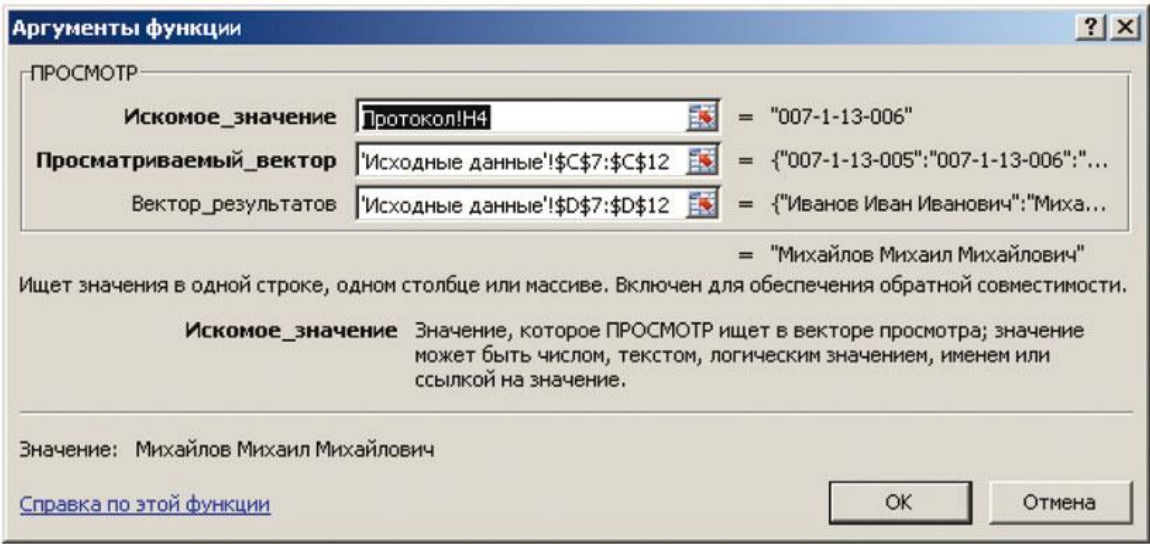 Аргументы функции
ПРОСМОТР
Искомое_значение Протокол!H4 = "007-1-13-006"
Просматриваемый_вектор 'Исходные данные'!$C$7:$C$12 = {"007-1-13-005":"007-1-13-006":"...
Вектор_результатов 'Исходные данные'!$D$7:$D$12 = {"Иванов Иван Иванович":"Миха...
= "Михайлов Михаил Михайлович"
Ищет значения в одной строке, одном столбце или массиве. Включен для обеспечения обратной совместимости.
Искомое_значение Значение, которое ПРОСМОТР ищет в векторе просмотра; значение
может быть числом, текстом, логическим значением, именем или
ссылкой на значение.
Значение: Михайлов Михаил Михайлович
Справка по этой функции
OK Отмена